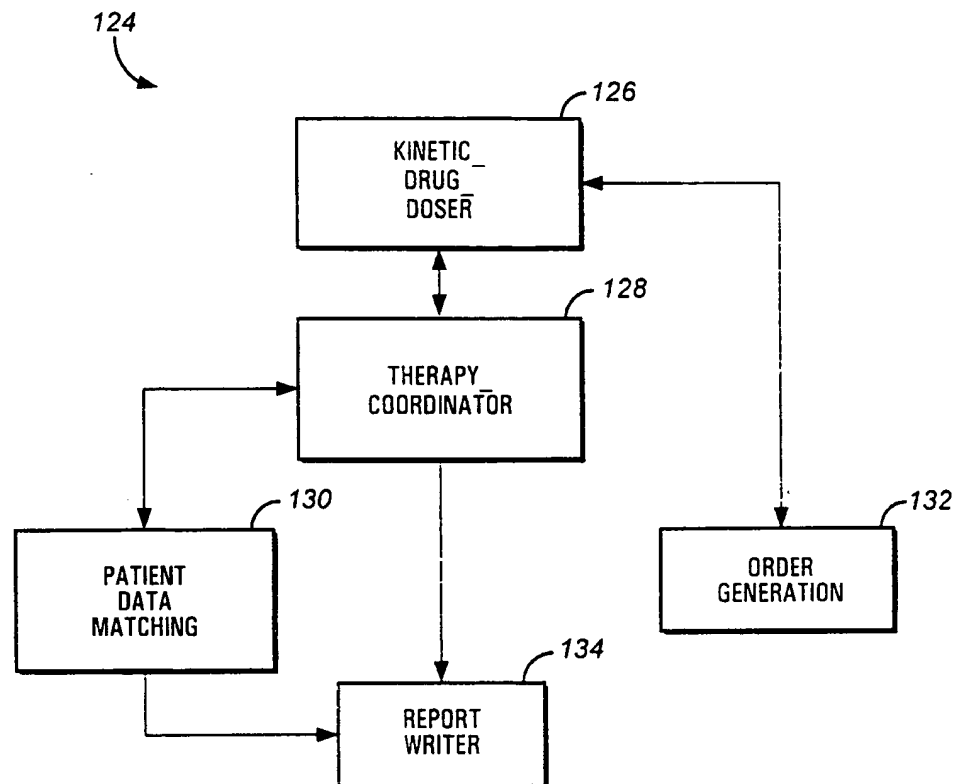 124
126
KINETIC_
DRUG_
DOSER
128
THERAPY_
COORDINATOR
130
PATIENT
DATA
MATCHING
132
ORDER
GENERATION
134
REPORT
WRITER